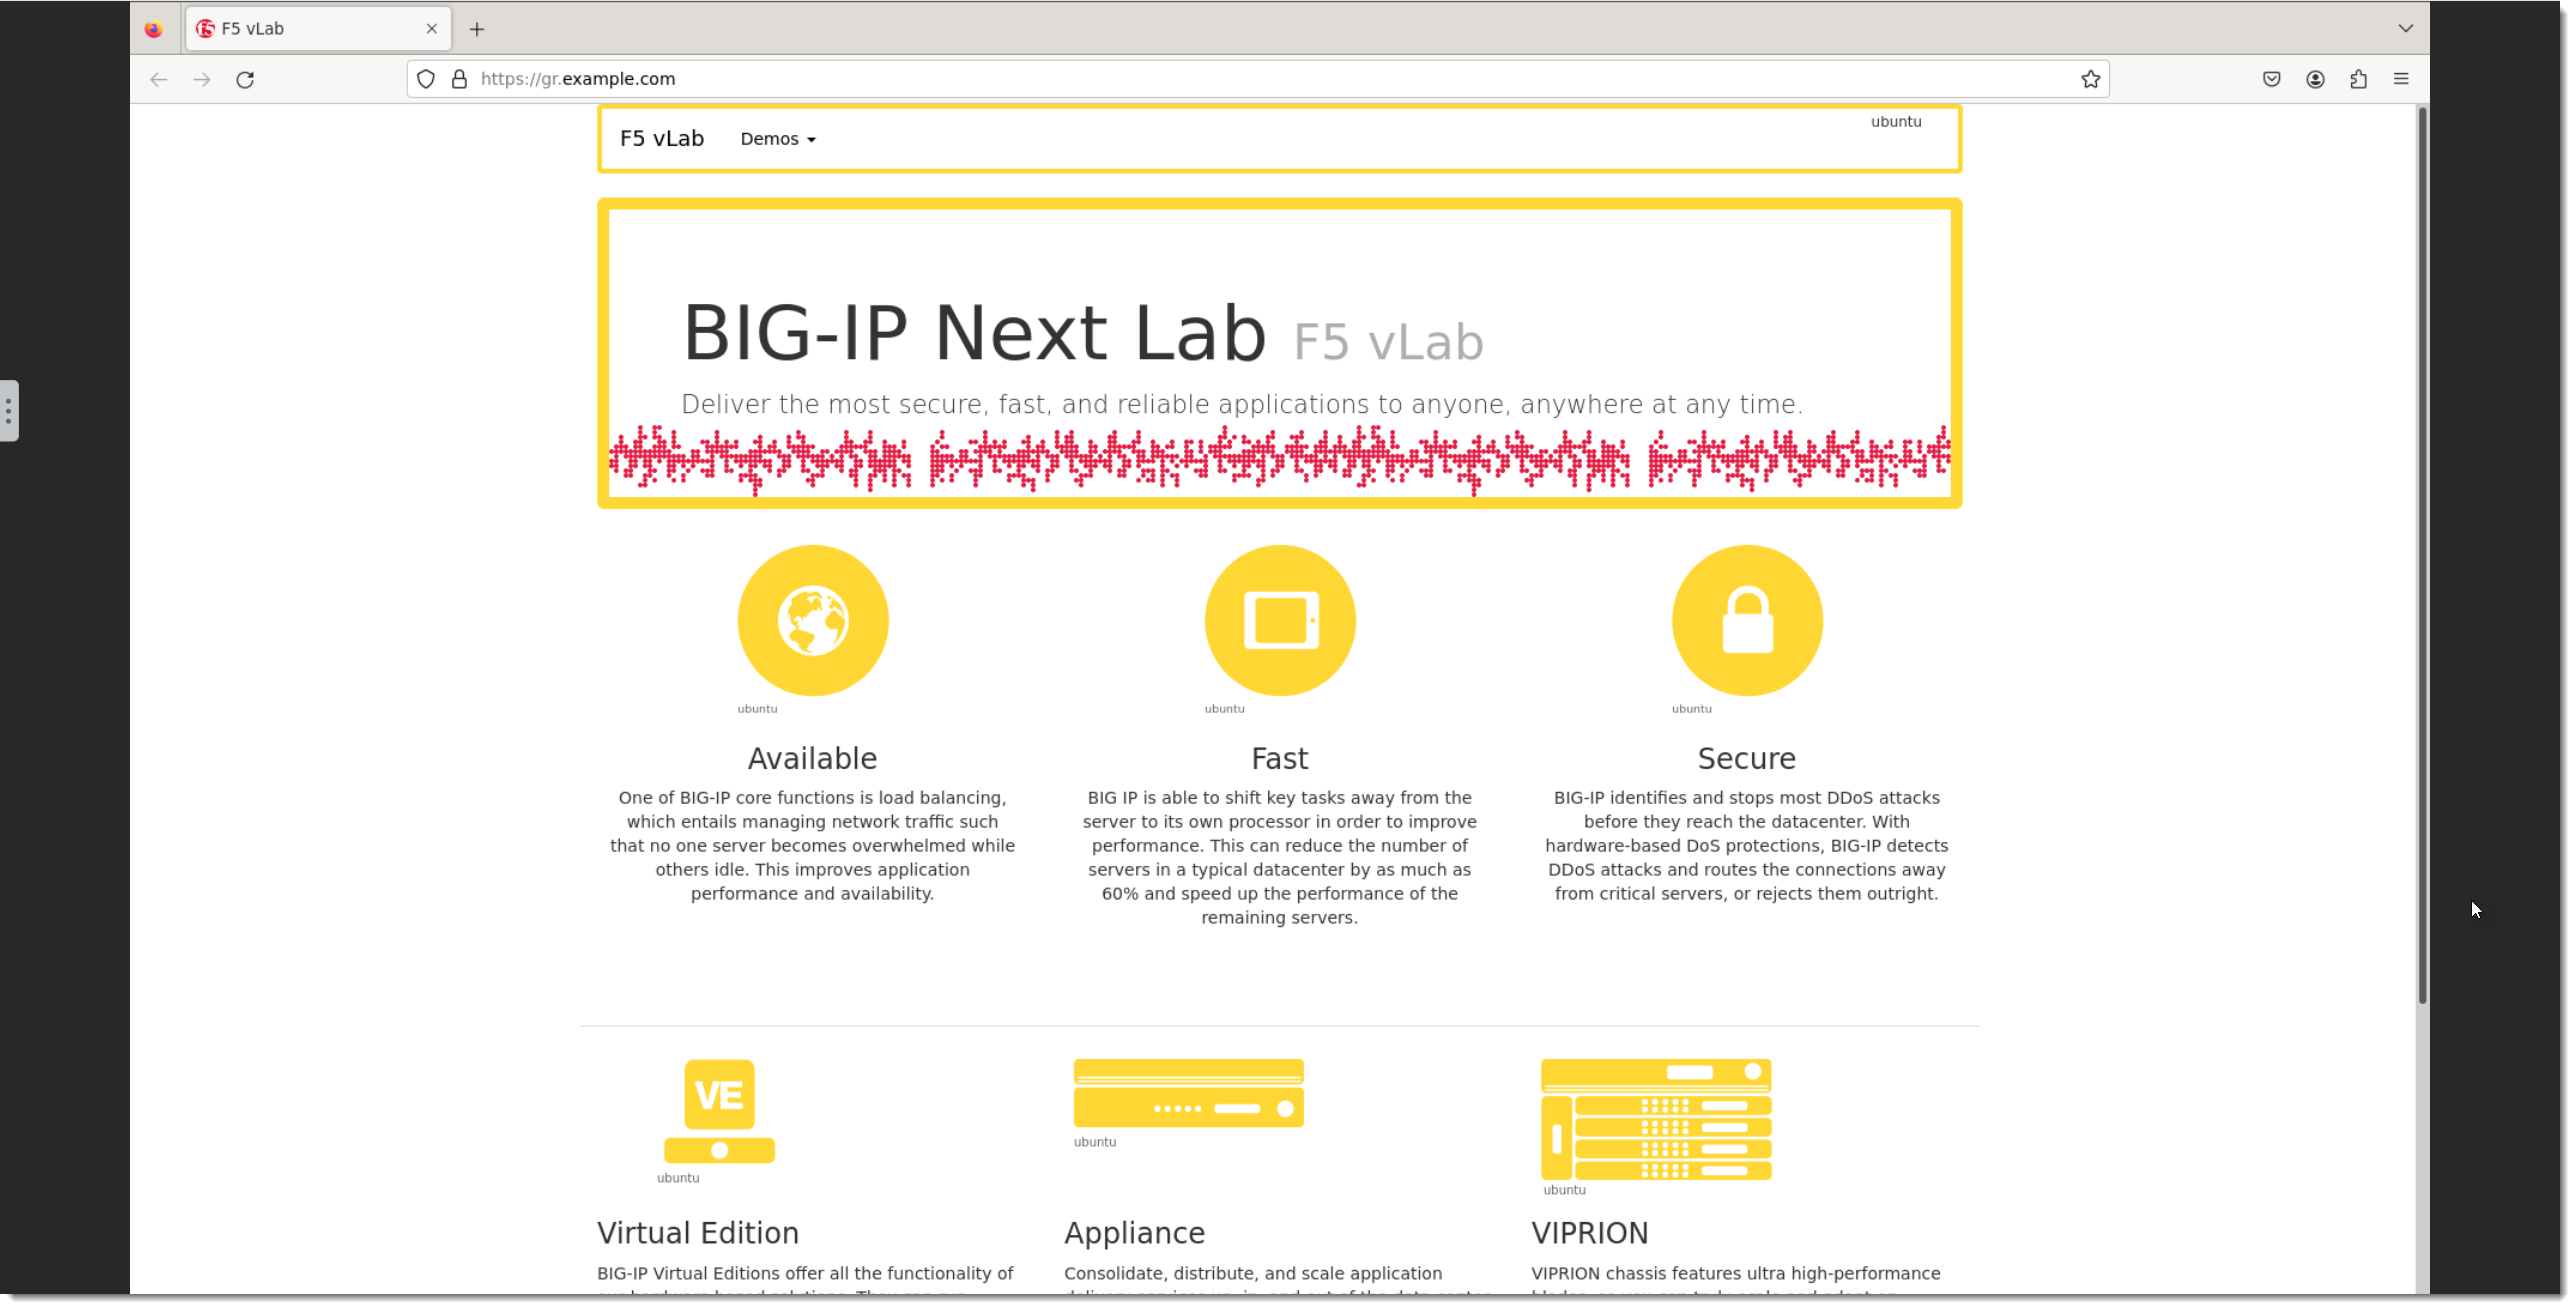 F5 vLab
https://gr.example.com
F5 vLab Demos ubuntu
BIG-IP Next Lab F5 vLab
Deliver the most secure, fast, and reliable applications to anyone, anywhere at any time.
ubuntu
Available
One of BIG-IP core functions is load balancing,
which entails managing network traffic such
that no one server becomes overwhelmed while
others idle. This improves application
performance and availability.
ubuntu
Fast
BIG IP is able to shift key tasks away from the
server to its own processor in order to improve
performance. This can reduce the number of
servers in a typical datacenter by as much as
60% and speed up the performance of the
remaining servers.
ubuntu
Secure
BIG-IP identifies and stops most DDoS attacks
before they reach the datacenter. With
hardware-based DoS protections, BIG-IP detects
DDoS attacks and routes the connections away
from critical servers, or rejects them outright.
VE
ubuntu
Virtual Edition
BIG-IP Virtual Editions offer all the functionality of
ubuntu
Appliance
Consolidate, distribute, and scale application
ubuntu
VIPRION
VIPRION chassis features ultra high-performance